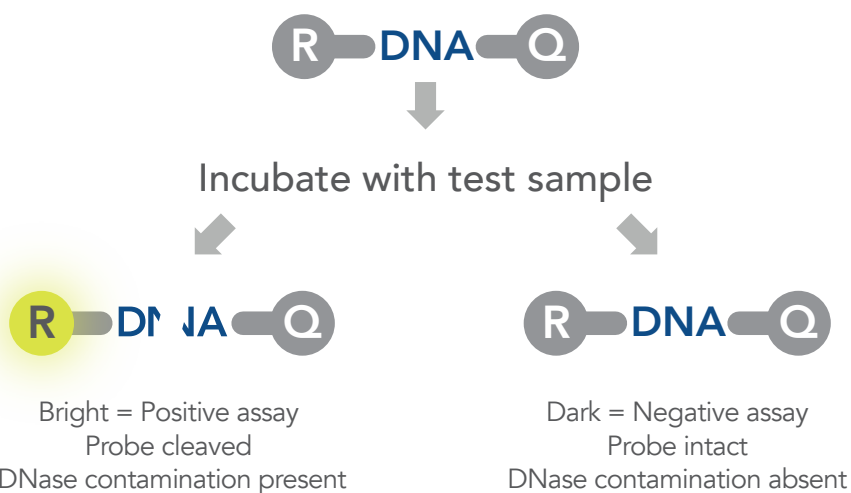 R DNA Q
Incubate with test sample
R DNA Q
R DNA Q
Bright = Positive assay
Probe cleaved
DNase contamination present
Dark = Negative assay
Probe intact
DNase contamination absent